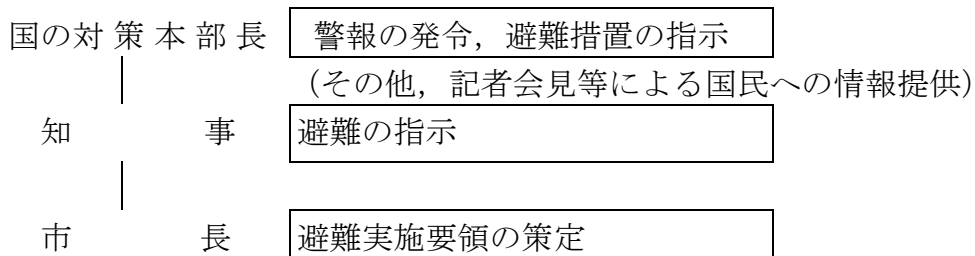 国の対策本部長 警報の発令，避難措置の指示
（その他，記者会見等による国民への情報提供）
知事 避難の指示
市長 避難実施要領の策定